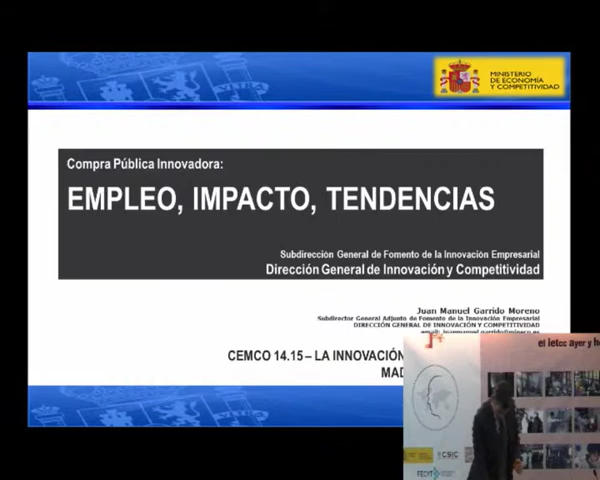 MINISTERIO
DE ECONOMÍA
Y COMPETITIVIDAD
Compra Pública Innovadora:
EMPLEO, IMPACTO, TENDENCIAS
Subdirección General de Fomento de la Innovación Empresarial
Dirección General de Innovación y Competitividad
Juan Manuel Garrido Moreno
Subdirector General Adjunto de Fomento de la Innovación Empresarial
DIRECCIÓN GENERAL DE INNOVACIÓN Y COMPETITIVIDAD
CEMCO 14.15 – LA INNOVACIÓN
el ietcc ayer y
CSIC
FECYT